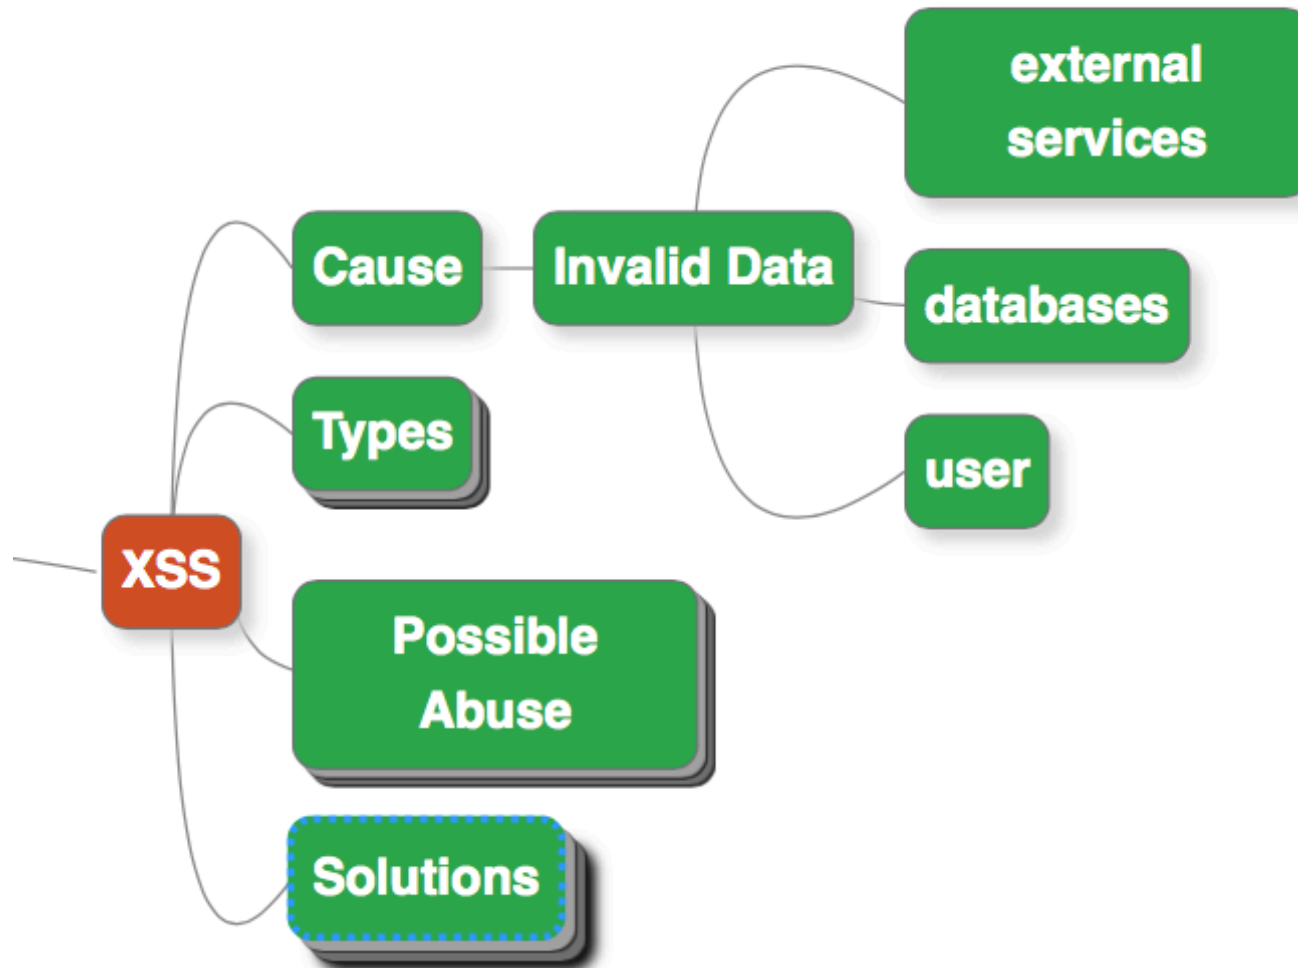 external
services
Cause
Invalid Data
databases
Types
user
XSS
Possible
Abuse
Solutions